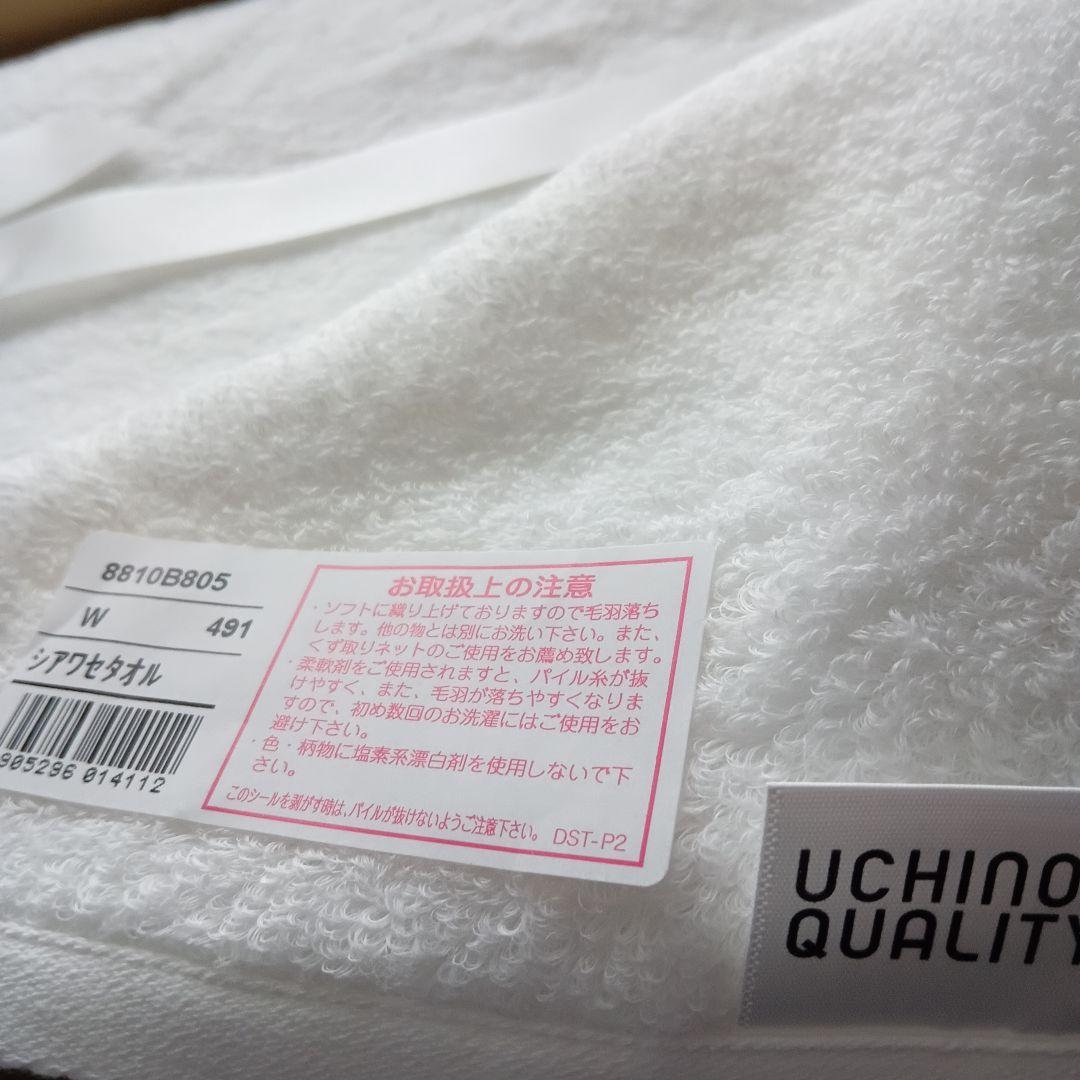 8810B805
W 491
シアワセタオル
905296 014112
お取扱上の注意
・ソフトに織り上げておりますので毛羽落ち
します。他の物とは別にお洗い下さい。また、
くず取りネットのご使用をお薦め致します。
・柔軟剤をご使用されますと、パイル糸が抜
けやすく、また、毛羽が落ちやすくなりま
すので、初め数回のお洗濯にはご使用をお
避け下さい。
・色・柄物に塩素系漂白剤を使用しないで下
さい。
このシールを剥がす時は、パイルが抜けないようご注意下さい。 DST-P2
UCHINO
QUALITY